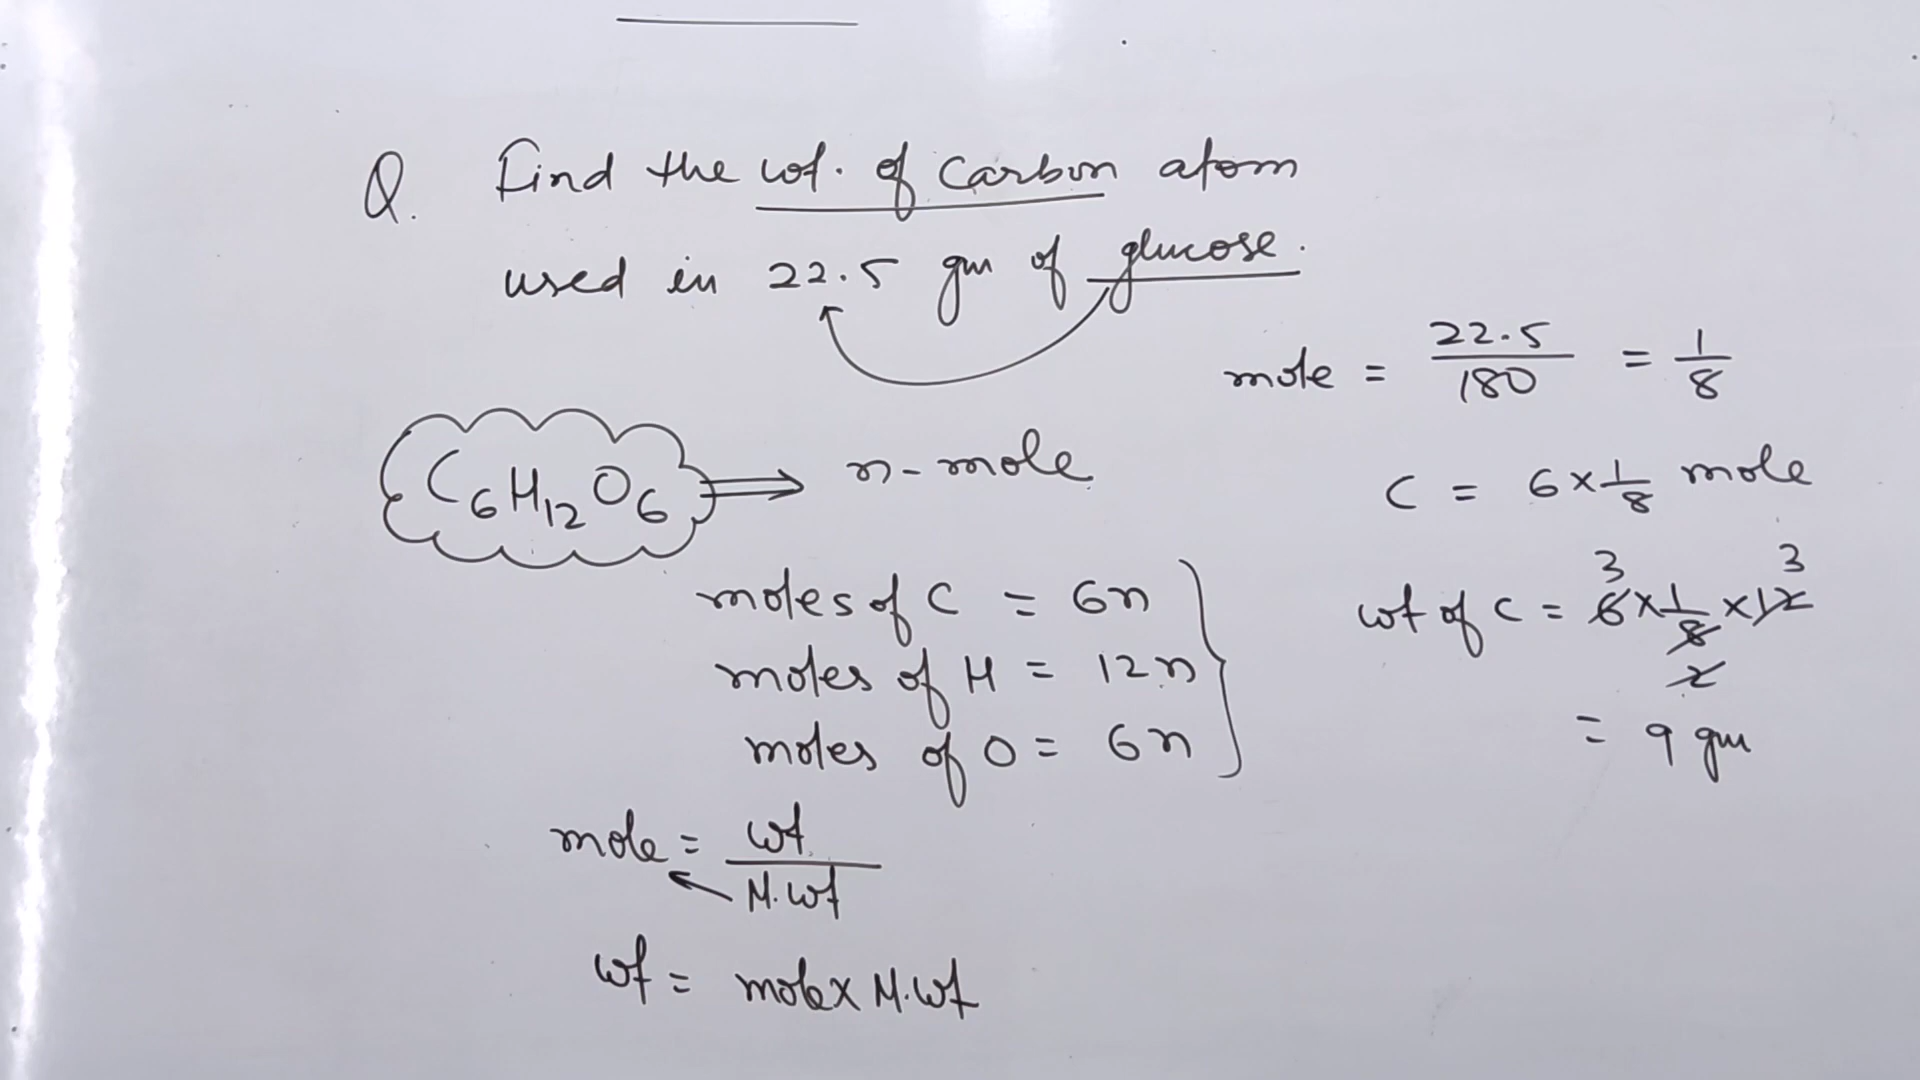 Q. Find the wt. of Carbon atom
used in 22.5 gm of glucose.
C6H12O6 ⇒ n-mole
moles of C = 6n
moles of H = 12n
moles of O = 6n
mole = wt / M.wt
wt = mole x M.wt
mole = 22.5 / 180 = 1/8
C = 6 x 1/8 mole
3 3
wt of C = 6 x 1/8 x 12
2
= 9 gm